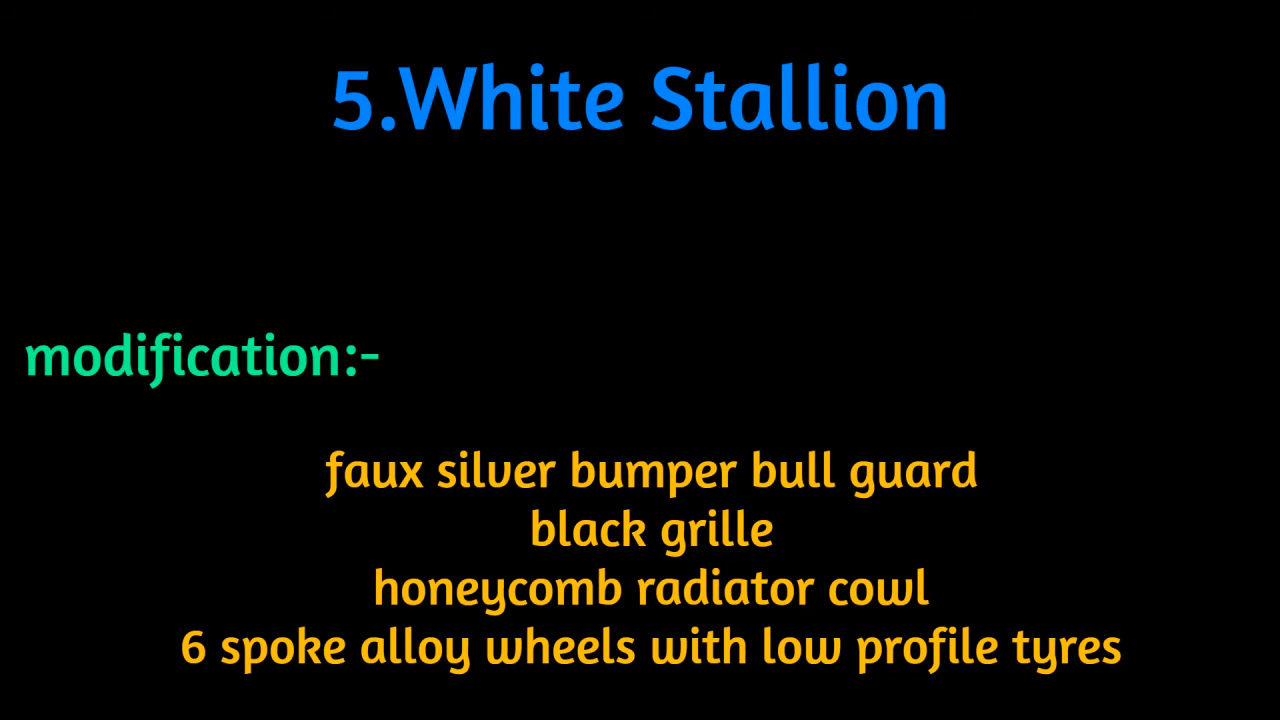 5.White Stallion
modification:-
faux silver bumper bull guard
black grille
honeycomb radiator cowl
6 spoke alloy wheels with low profile tyres